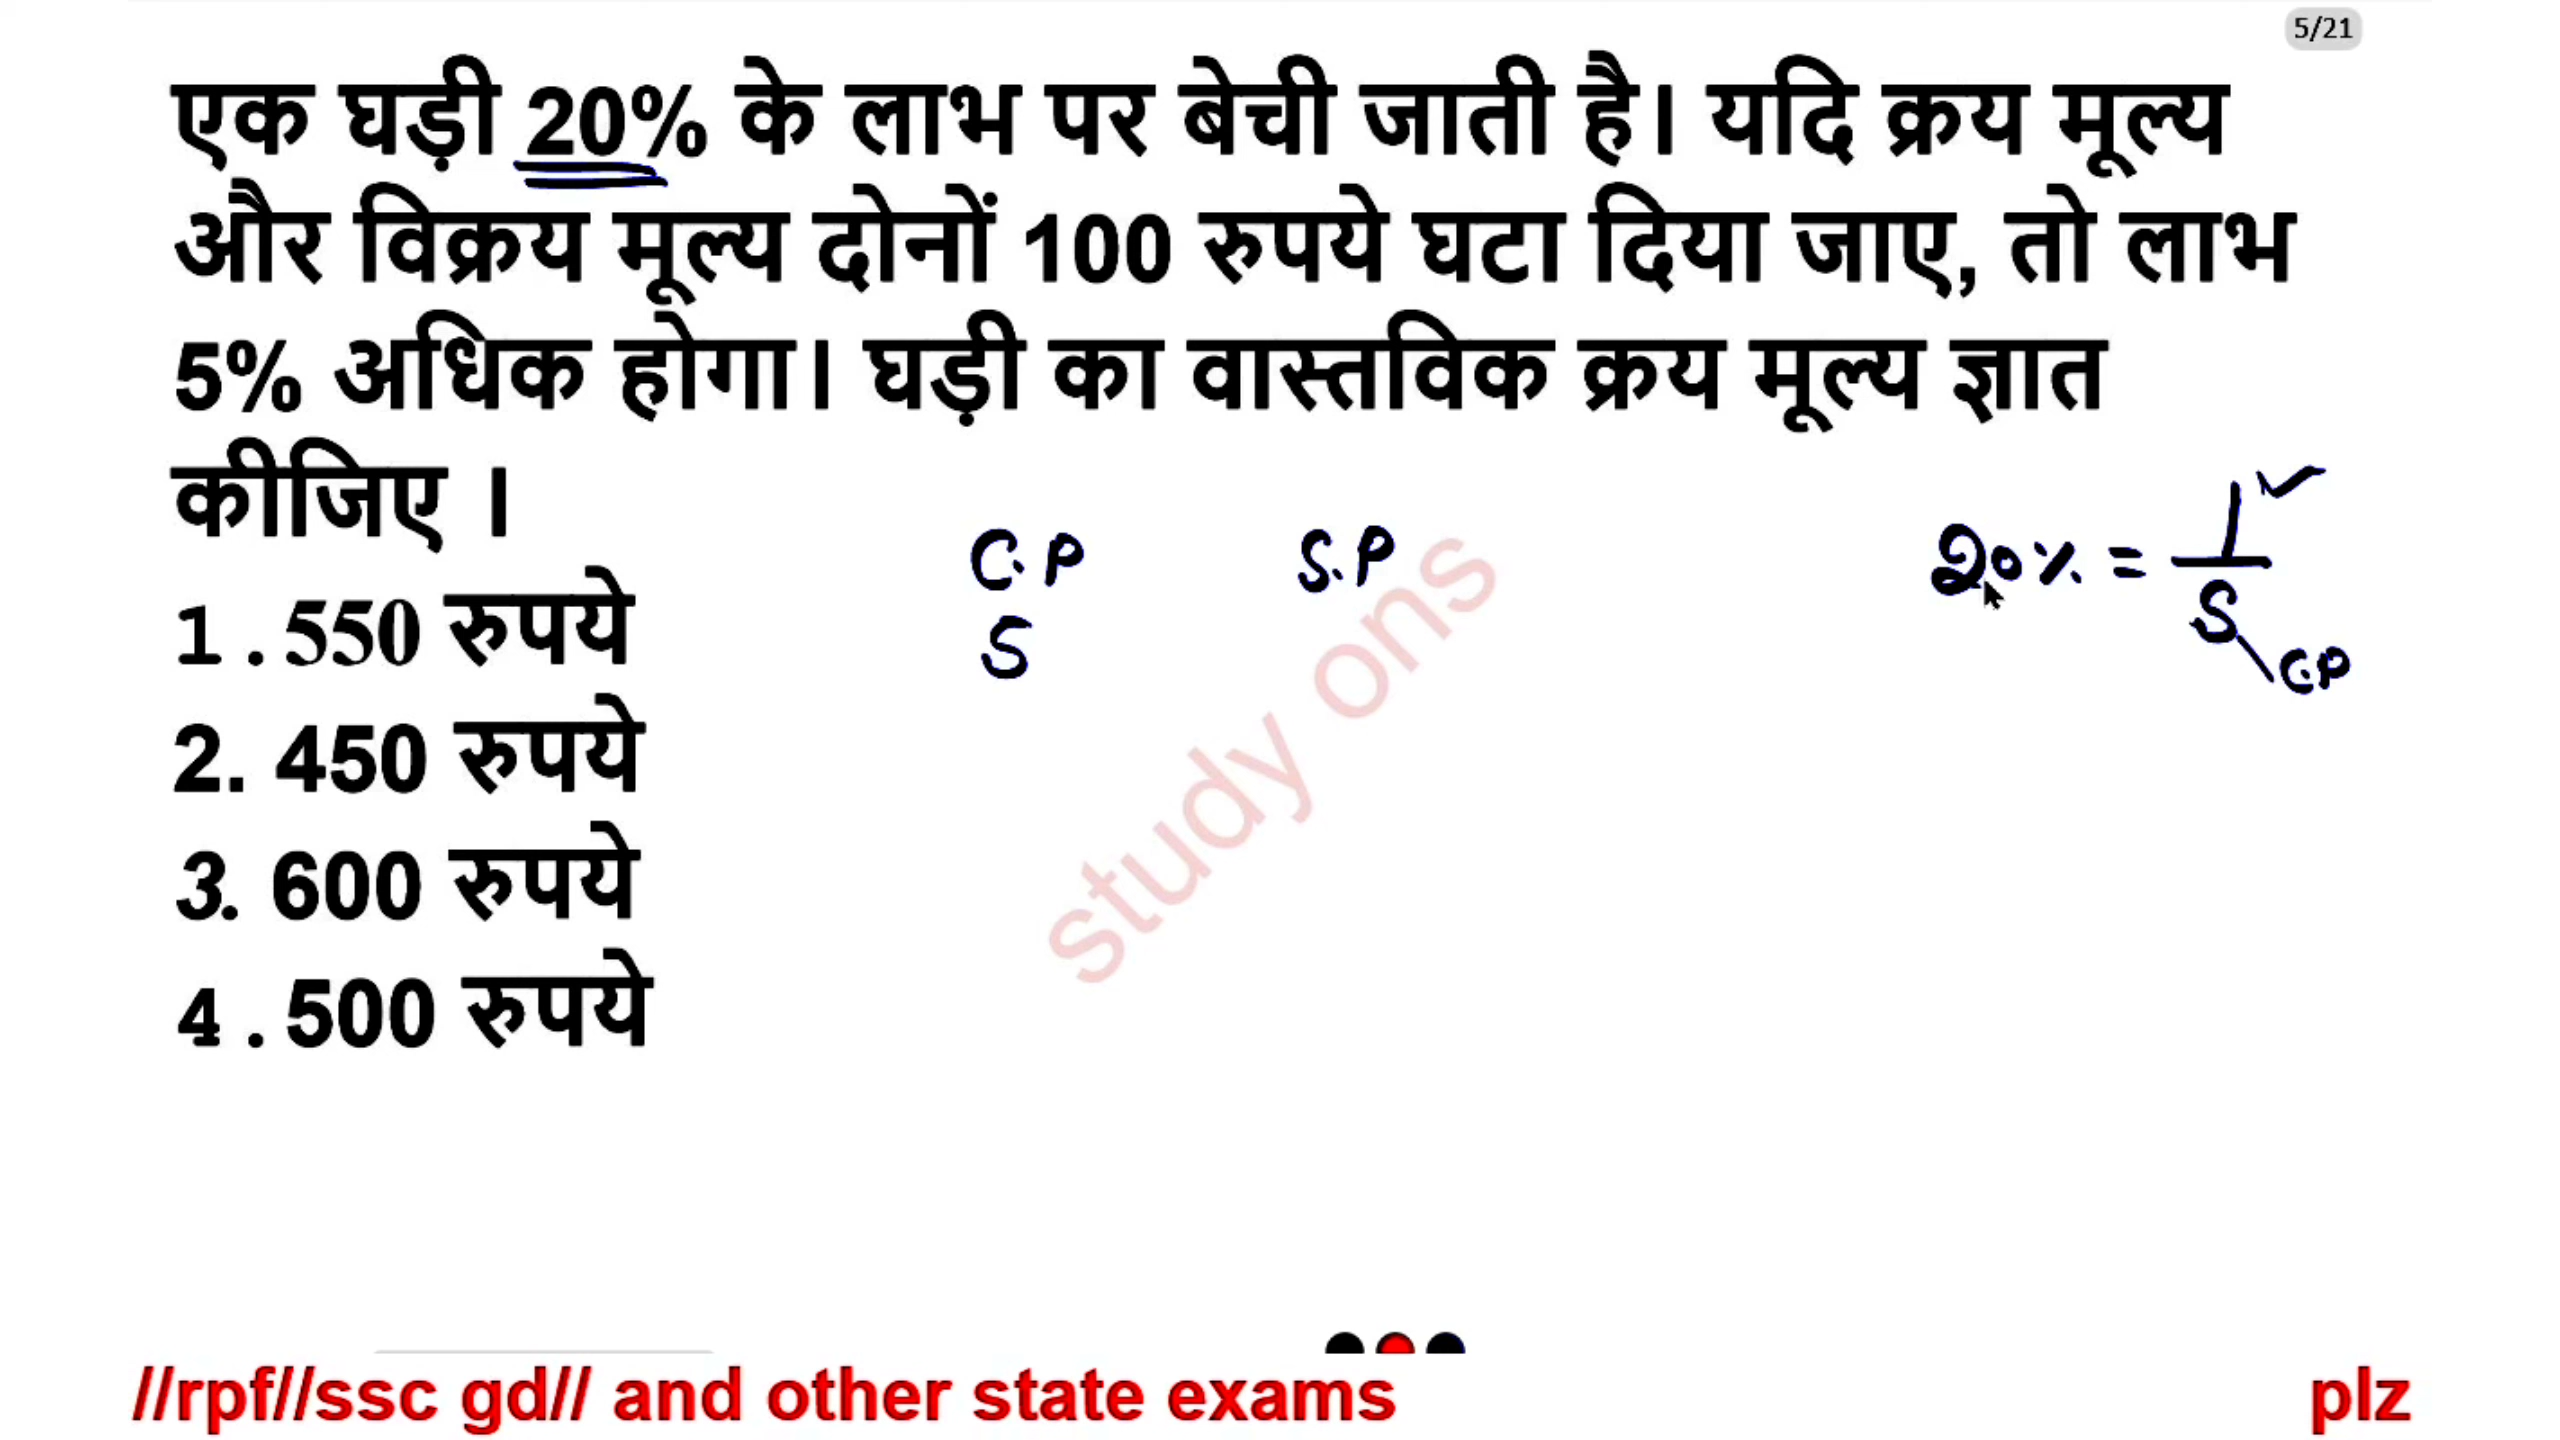 5/21
एक घड़ी 20% के लाभ पर बेची जाती है। यदि क्रय मूल्य
और विक्रय मूल्य दोनों 100 रुपये घटा दिया जाए, तो लाभ
5% अधिक होगा। घड़ी का वास्तविक क्रय मूल्य ज्ञात
कीजिए ।
C.P S.P
5
20% = 1/5
C.P
1. 550 रुपये
2. 450 रुपये
3. 600 रुपये
4. 500 रुपये
study ons
//rpf//ssc gd// and other state exams plz